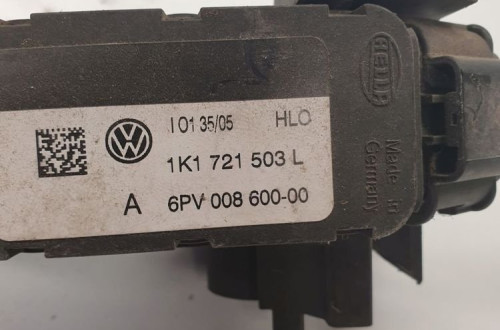 I 01 35/05 HLO
1K1 721 503 L
A 6PV 008 600-00
HELLA
Made in
Germany